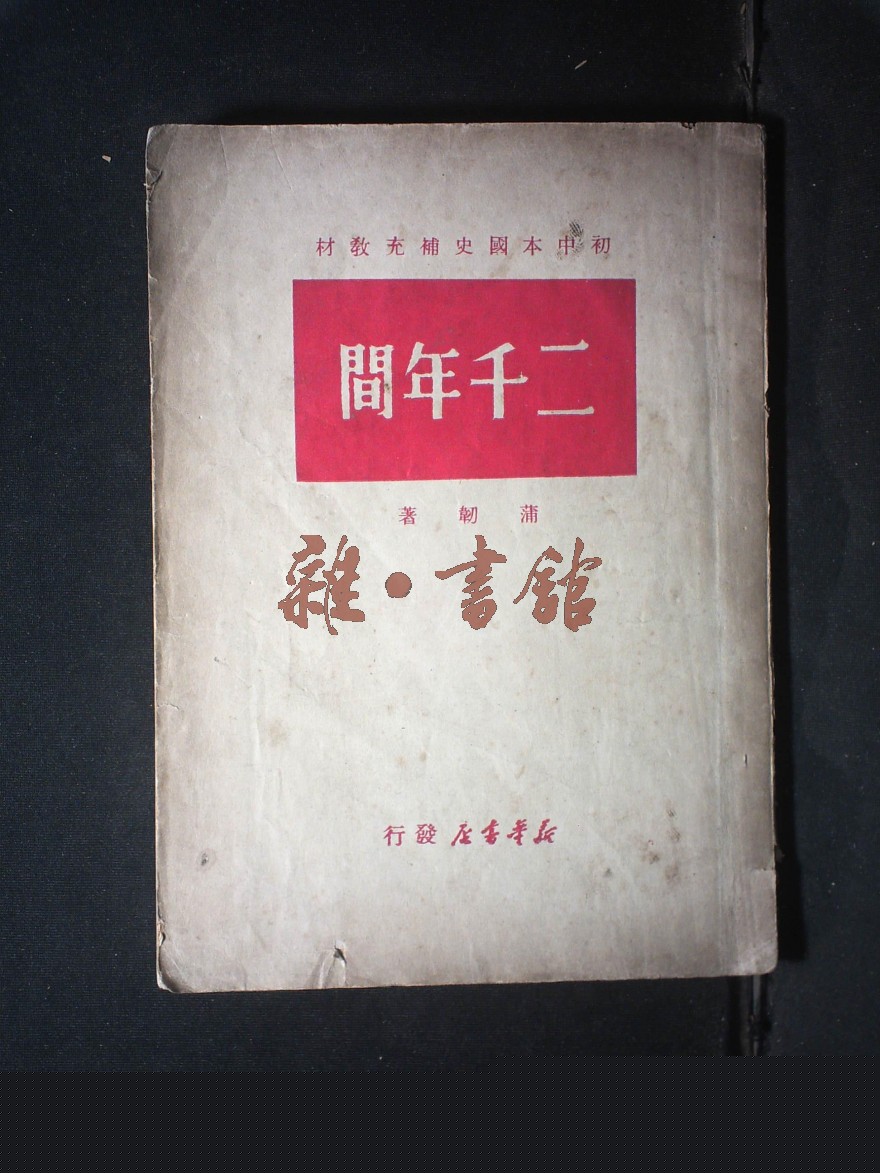 初中本國史補充教材
二千年間
蒲韌著
雜·書館
新華書店發行